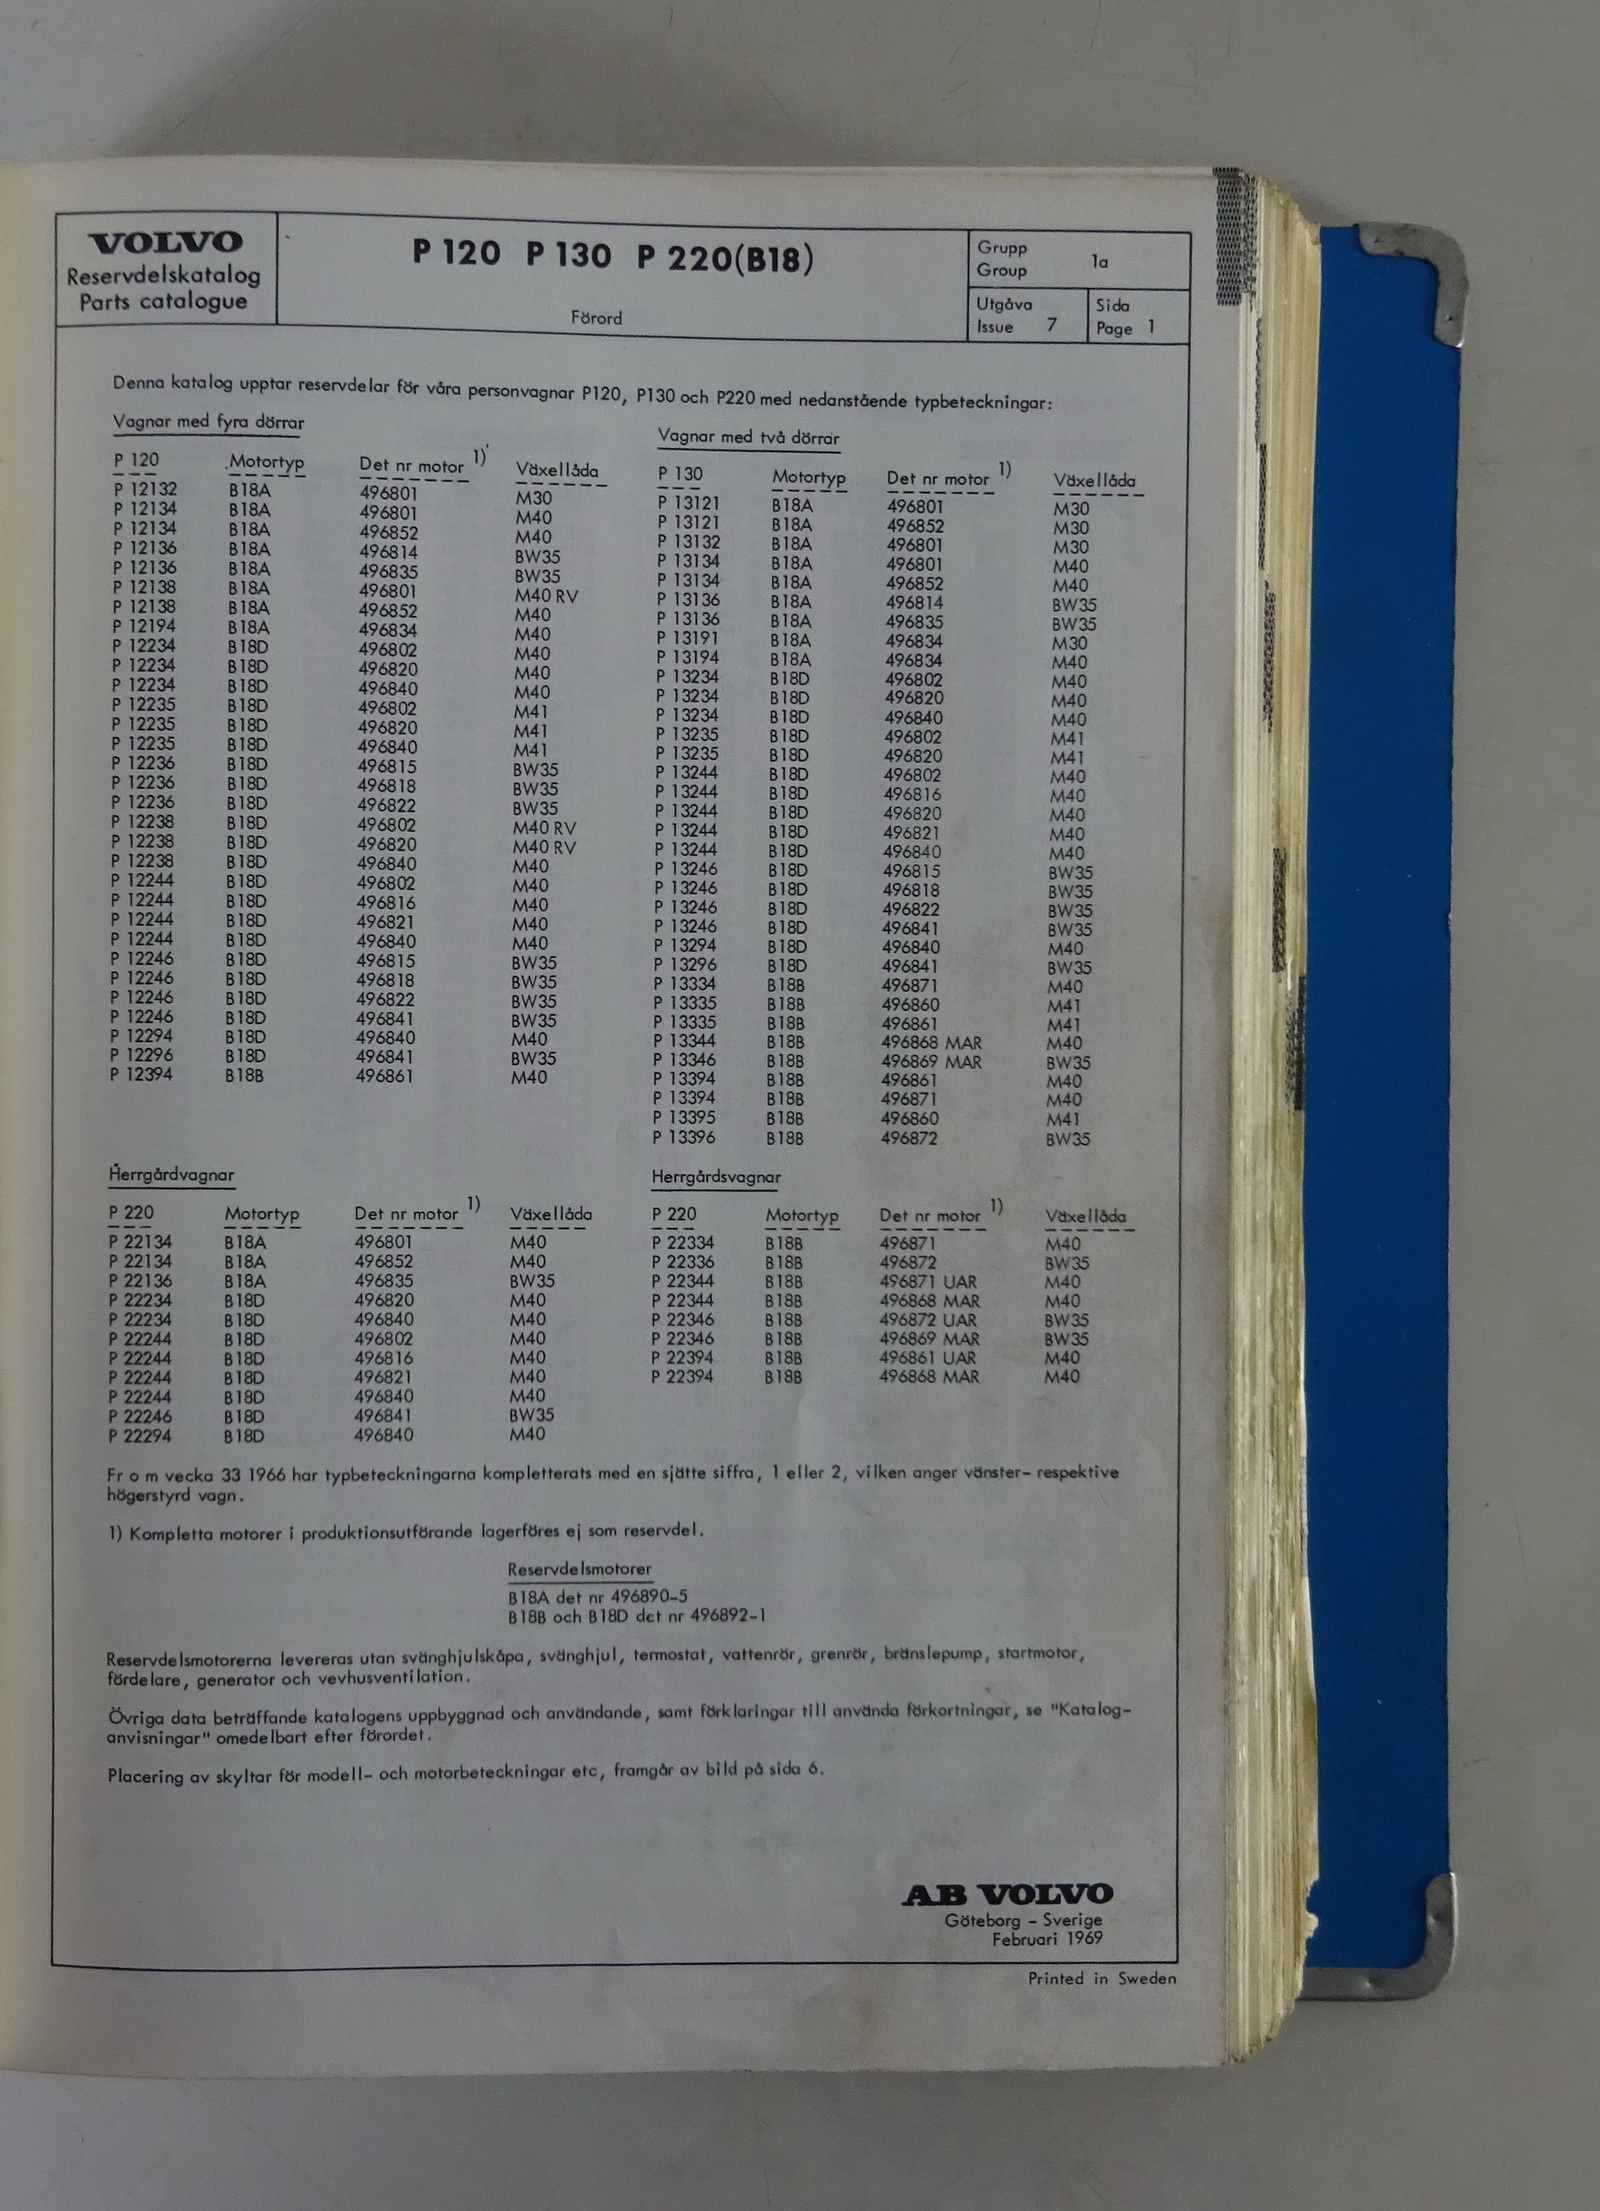 VOLVO
Reservdelskatalog
Parts catalogue
P 120 P 130 P 220(B18)
Förord
Grupp
Group 1a
Utgåva
Issue 7
Sida
Page 1
Denna katalog upptar reservdelar för våra personvagnar P120, P130 och P220 med nedanstående typbeteckningar:
Vagnar med fyra dörrar
P 120 Motortyp Det nr motor 1) Växellåda
P 12132 B18A 496801 M30
P 12134 B18A 496801 M40
P 12134 B18A 496852 M40
P 12136 B18A 496814 BW35
P 12136 B18A 496835 BW35
P 12138 B18A 496801 M40 RV
P 12138 B18A 496852 M40
P 12194 B18A 496834 M40
P 12234 B18D 496802 M40
P 12234 B18D 496820 M40
P 12234 B18D 496840 M40
P 12235 B18D 496802 M41
P 12235 B18D 496820 M41
P 12235 B18D 496840 M41
P 12236 B18D 496815 BW35
P 12236 B18D 496818 BW35
P 12236 B18D 496822 BW35
P 12238 B18D 496802 M40 RV
P 12238 B18D 496820 M40 RV
P 12238 B18D 496840 M40
P 12244 B18D 496802 M40
P 12244 B18D 496816 M40
P 12244 B18D 496821 M40
P 12244 B18D 496840 M40
P 12246 B18D 496815 BW35
P 12246 B18D 496818 BW35
P 12246 B18D 496822 BW35
P 12246 B18D 496841 BW35
P 12294 B18D 496840 M40
P 12296 B18D 496841 BW35
P 12394 B18B 496861 M40
Vagnar med två dörrar
P 130 Motortyp Det nr motor 1) Växellåda
P 13121 B18A 496801 M30
P 13121 B18A 496852 M30
P 13132 B18A 496801 M30
P 13134 B18A 496801 M40
P 13134 B18A 496852 M40
P 13136 B18A 496814 BW35
P 13136 B18A 496835 BW35
P 13191 B18A 496834 M30
P 13194 B18A 496834 M40
P 13234 B18D 496802 M40
P 13234 B18D 496820 M40
P 13234 B18D 496840 M40
P 13235 B18D 496802 M41
P 13235 B18D 496820 M41
P 13244 B18D 496802 M40
P 13244 B18D 496816 M40
P 13244 B18D 496820 M40
P 13244 B18D 496821 M40
P 13244 B18D 496840 M40
P 13246 B18D 496815 BW35
P 13246 B18D 496818 BW35
P 13246 B18D 496822 BW35
P 13246 B18D 496841 BW35
P 13294 B18D 496840 M40
P 13296 B18D 496841 BW35
P 13334 B18B 496871 M40
P 13335 B18B 496860 M41
P 13335 B18B 496861 M41
P 13344 B18B 496868 MAR M40
P 13346 B18B 496869 MAR BW35
P 13394 B18B 496861 M40
P 13394 B18B 496871 M40
P 13395 B18B 496860 M41
P 13396 B18B 496872 BW35
Herrgårdvagnar
P 220 Motortyp Det nr motor 1) Växellåda
P 22134 B18A 496801 M40
P 22134 B18A 496852 M40
P 22136 B18A 496835 BW35
P 22234 B18D 496820 M40
P 22234 B18D 496840 M40
P 22244 B18D 496802 M40
P 22244 B18D 496816 M40
P 22244 B18D 496821 M40
P 22244 B18D 496840 M40
P 22246 B18D 496841 BW35
P 22294 B18D 496840 M40
Herrgårdsvagnar
P 220 Motortyp Det nr motor 1) Växellåda
P 22334 B18B 496871 M40
P 22336 B18B 496872 BW35
P 22344 B18B 496871 UAR M40
P 22344 B18B 496868 MAR M40
P 22346 B18B 496872 UAR BW35
P 22346 B18B 496869 MAR BW35
P 22394 B18B 496861 UAR M40
P 22394 B18B 496868 MAR M40
Fr o m vecka 33 1966 har typbeteckningarna kompletterats med en sjätte siffra, 1 eller 2, vilken anger vänster- respektive
högerstyrd vagn.
1) Kompletta motorer i produktionsutförande lagerföres ej som reservdel.
Reservdelsmotorer
B18A det nr 496890-5
B18B och B18D det nr 496892-1
Reservdelsmotorerna levereras utan svänghjulskåpa, svänghjul, termostat, vattenrör, grenrör, bränslepump, startmotor,
fördelare, generator och vevhusventilation.
Övriga data beträffande katalogens uppbyggnad och användande, samt förklaringar till använda förkortningar, se "Katalog-
anvisningar" omedelbart efter förordet.
Placering av skyltar för modell- och motorbeteckningar etc, framgår av bild på sida 6.
AB VOLVO
Göteborg - Sverige
Februari 1969
Printed in Sweden